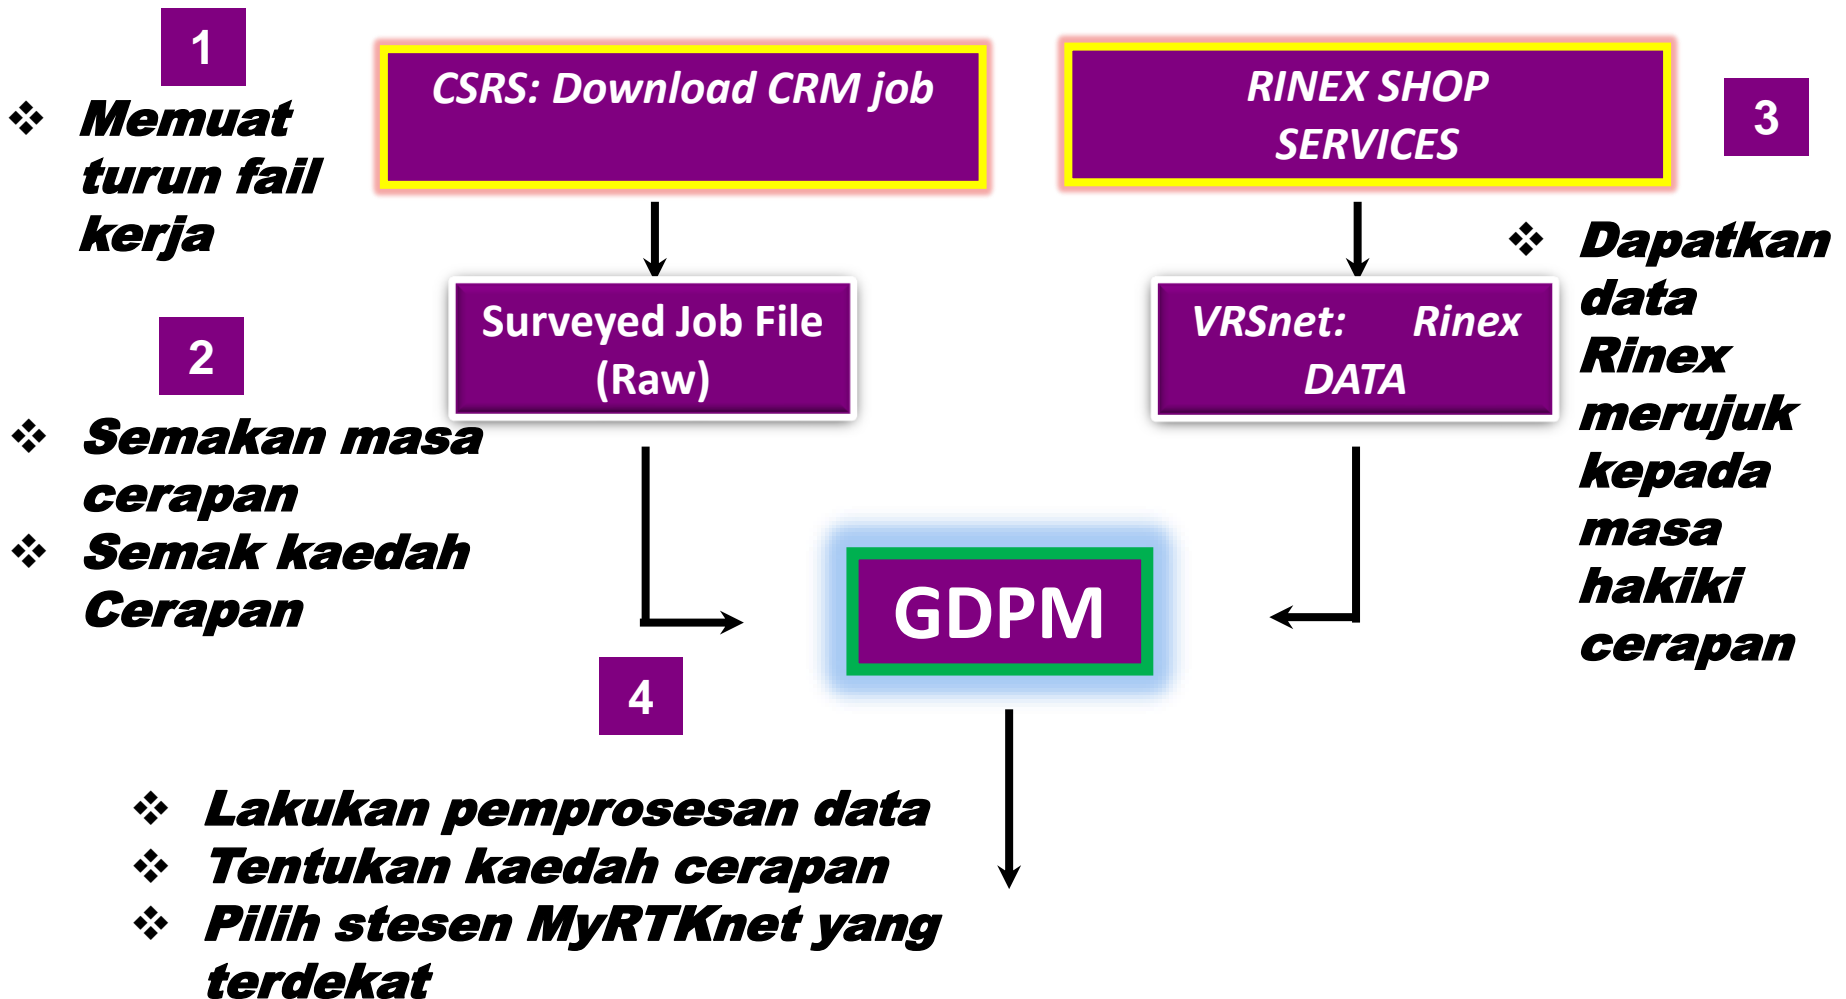 1
❖ Memuat
turun fail
kerja
CSRS: Download CRM job
RINEX SHOP
SERVICES
3
Surveyed Job File
(Raw)
VRSnet: Rinex
DATA
❖ Dapatkan
data
Rinex
merujuk
kepada
masa
hakiki
cerapan
2
❖ Semakan masa
cerapan
❖ Semak kaedah
Cerapan
GDPM
4
❖ Lakukan pemprosesan data
❖ Tentukan kaedah cerapan
❖ Pilih stesen MyRTKnet yang
terdekat